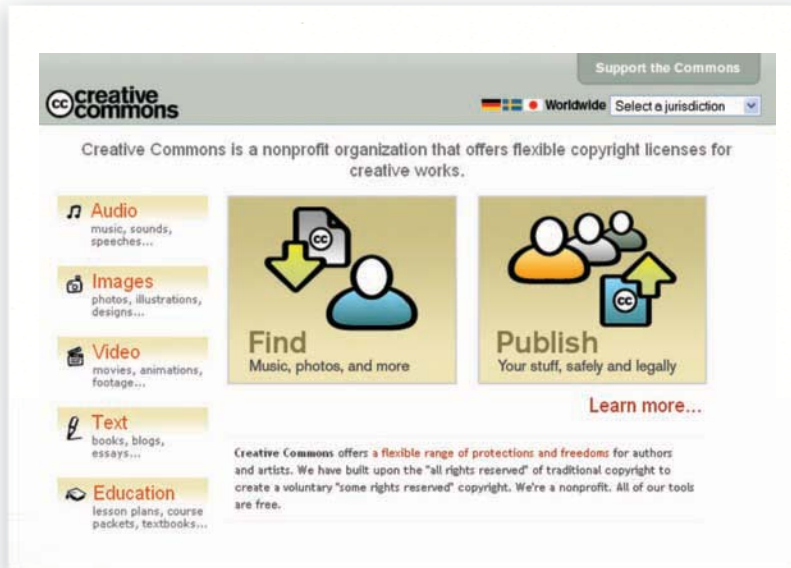 Support the Commons
cc creative
commons
Worldwide Select a jurisdiction
Creative Commons is a nonprofit organization that offers flexible copyright licenses for
creative works.
Audio
music, sounds,
speeches...
Images
photos, illustrations,
designs...
Video
movies, animations,
footage...
Text
books, blogs,
essays...
Education
lesson plans, course
packets, textbooks...
cc
Find
Music, photos, and more
cc
Publish
Your stuff, safely and legally
Learn more...
Creative Commons offers a flexible range of protections and freedoms for authors
and artists. We have built upon the "all rights reserved" of traditional copyright to
create a voluntary "some rights reserved" copyright. We're a nonprofit. All of our tools
are free.